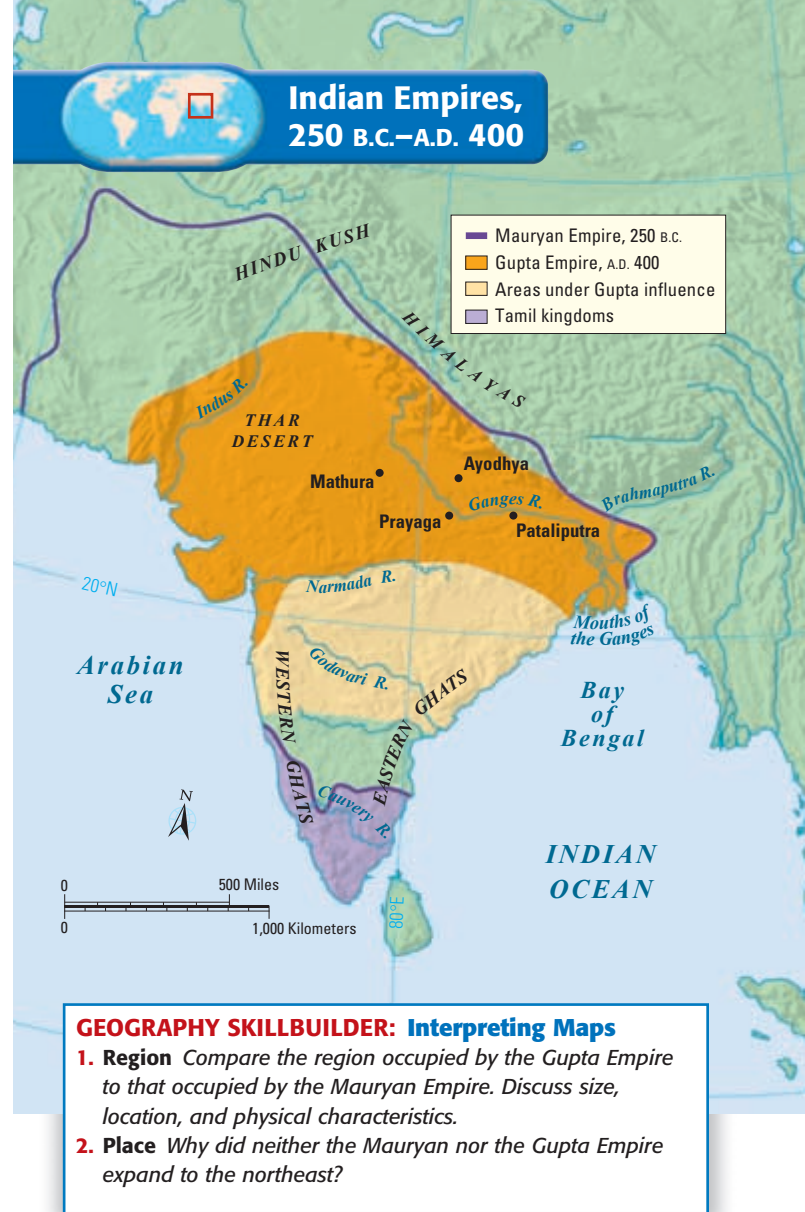 Indian Empires,
250 B.C.–A.D. 400
HINDU KUSH
Mauryan Empire, 250 B.C.
Gupta Empire, A.D. 400
Areas under Gupta influence
Tamil kingdoms
HIMALAYAS
Indus R.
THAR
DESERT
Mathura
Ayodhya
Ganges R.
Brahmaputra R.
Prayaga
Pataliputra
Narmada R.
20°N
Mouths of
the Ganges
Arabian
Sea
WESTERN GHATS
Godavari R.
EASTERN GHATS
Bay
of
Bengal
Cauvery R.
N
INDIAN
OCEAN
80°E
0
500 Miles
0
1,000 Kilometers
GEOGRAPHY SKILLBUILDER: Interpreting Maps
1. Region Compare the region occupied by the Gupta Empire
to that occupied by the Mauryan Empire. Discuss size,
location, and physical characteristics.
2. Place Why did neither the Mauryan nor the Gupta Empire
expand to the northeast?